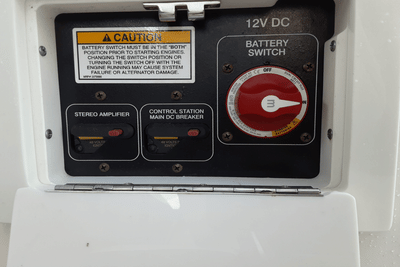 CAUTION
BATTERY SWITCH MUST BE IN THE "BOTH"
POSITION PRIOR TO STARTING ENGINES.
CHANGING THE SWITCH POSITION OR
TURNING THE SWITCH OFF WITH THE
ENGINE RUNNING MAY CAUSE SYSTEM
FAILURE OR ALTERNATOR DAMAGE.
12V DC
BATTERY
SWITCH
OFF
STEREO AMPLIFIER
CONTROL STATION
MAIN DC BREAKER